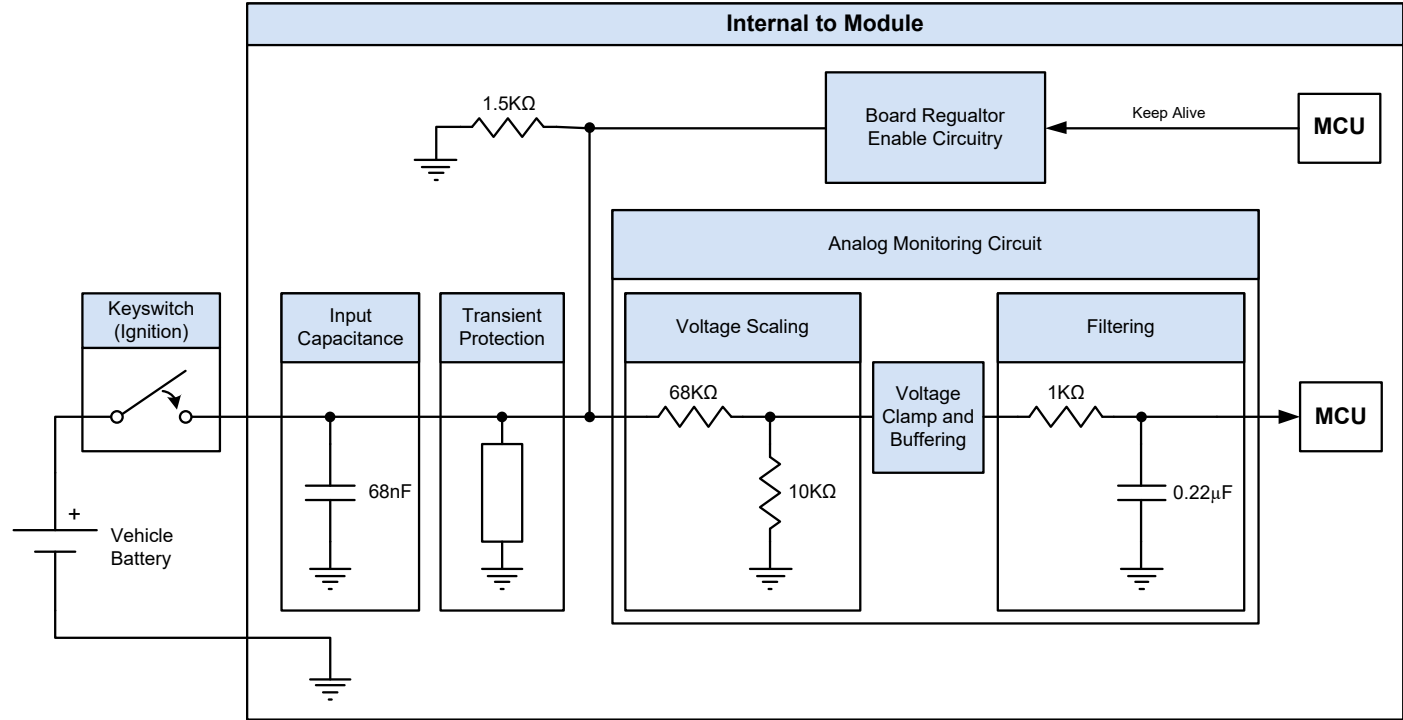 Internal to Module
1.5KΩ
Board Regualtor
Enable Circuitry
Keep Alive
MCU
Analog Monitoring Circuit
Keyswitch
(Ignition)
Input
Capacitance
Transient
Protection
Voltage Scaling
Filtering
68KΩ
Voltage
Clamp and
Buffering
1KΩ
MCU
68nF
10KΩ
0.22µF
+
Vehicle
Battery